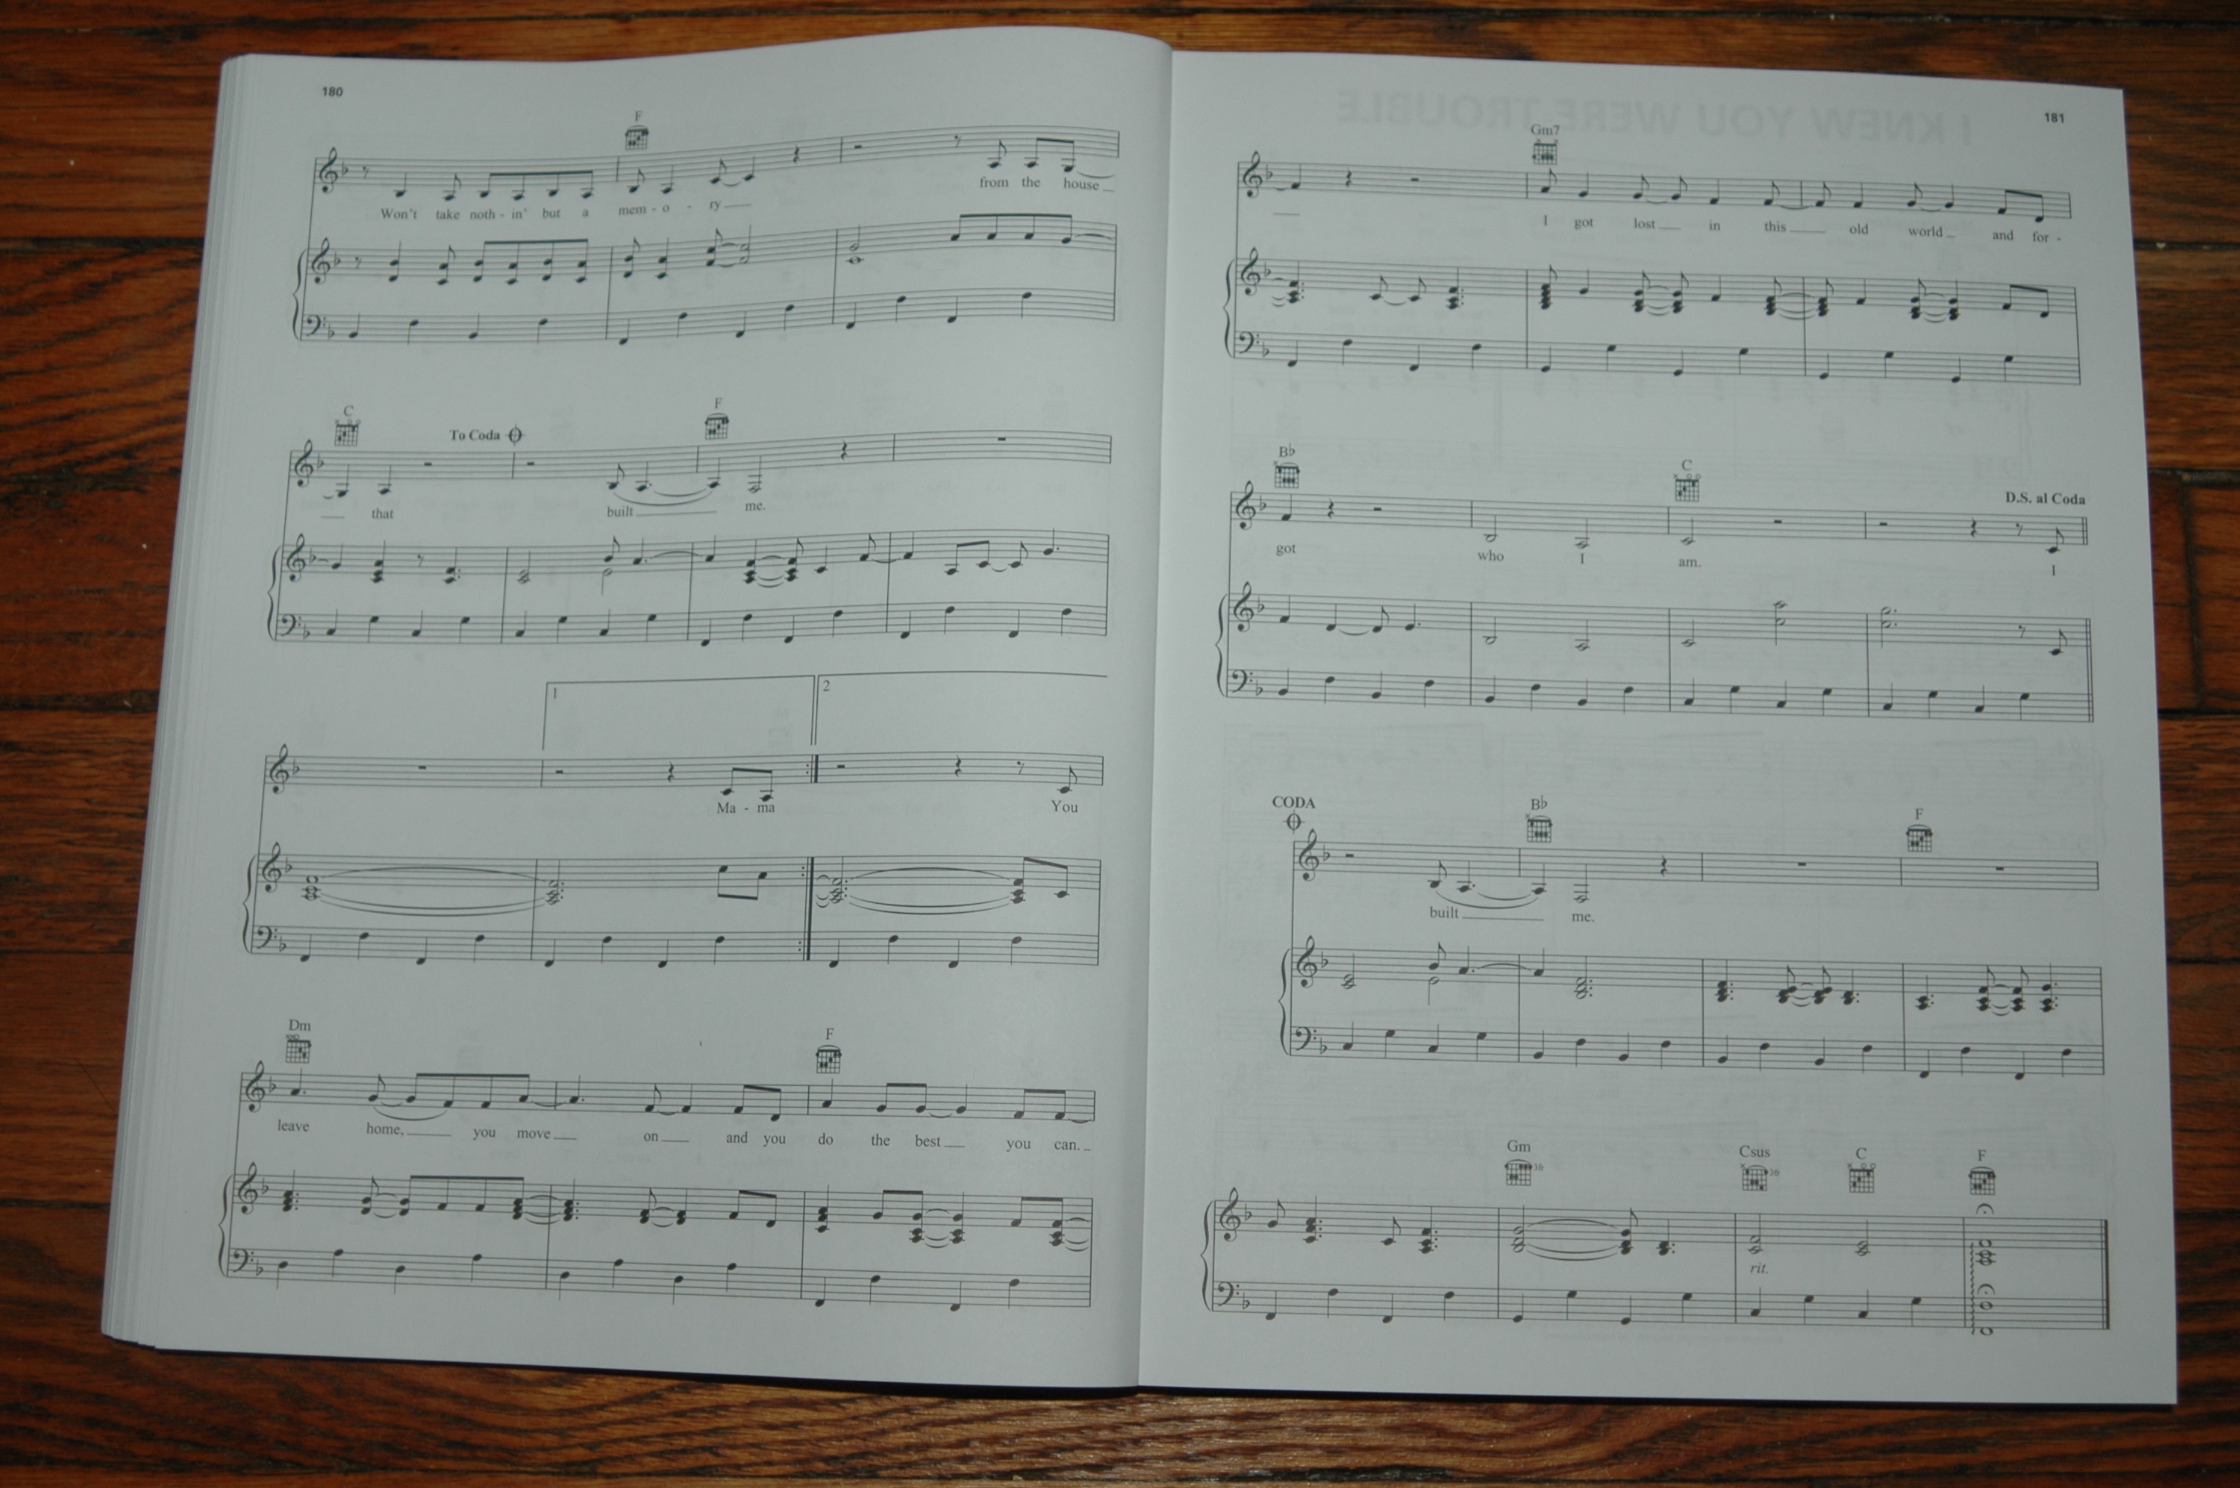 180
F
Won't take noth - in' but a mem - o - ry from the house
C To Coda F
that built me.
1 2
Ma - ma You
Dm F
leave home, you move on and you do the best you can.
181
Gm7
I got lost in this old world and for -
Bb C D.S. al Coda
got who I am. I
CODA Bb F
built me.
Gm Csus C F
rit.